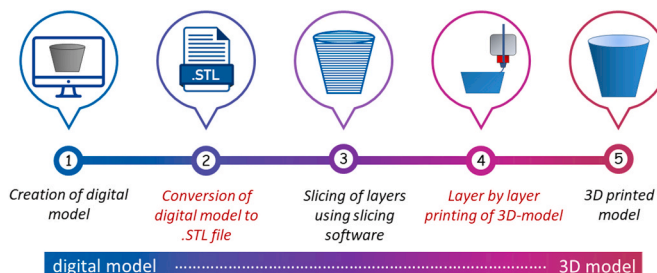 .STL
1
2
3
4
5
Creation of digital
model
Conversion of
digital model to
.STL file
Slicing of layers
using slicing
software
Layer by layer
printing of 3D-model
3D printed
model
digital model ........................................................ 3D model